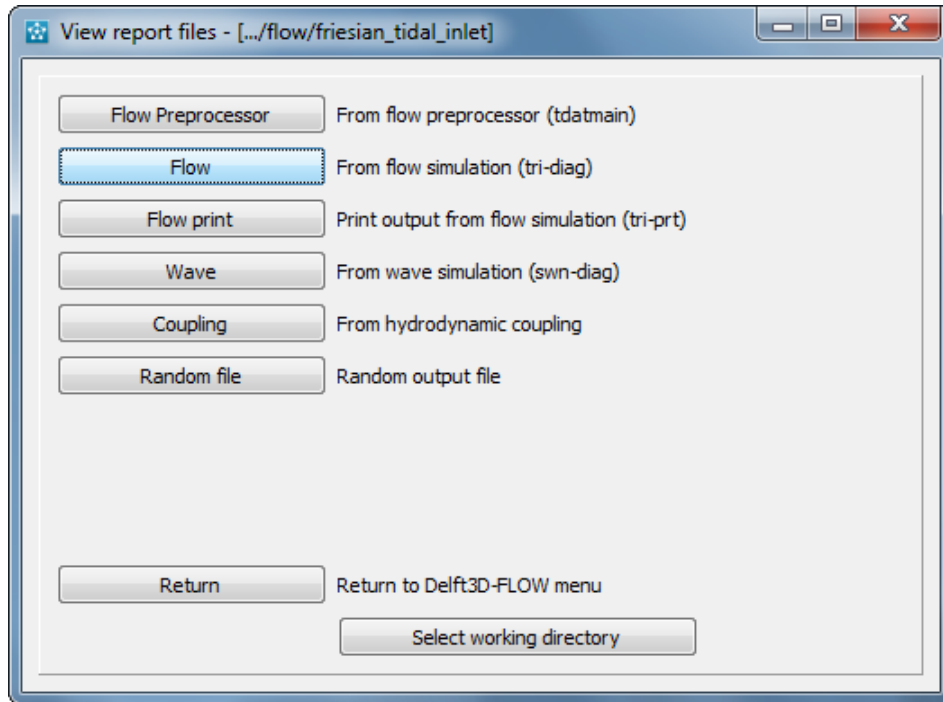 View report files - [.../flow/friesian_tidal_inlet]
Flow Preprocessor From flow preprocessor (tdatmain)
Flow From flow simulation (tri-diag)
Flow print Print output from flow simulation (tri-prt)
Wave From wave simulation (swn-diag)
Coupling From hydrodynamic coupling
Random file Random output file
Return Return to Delft3D-FLOW menu
Select working directory